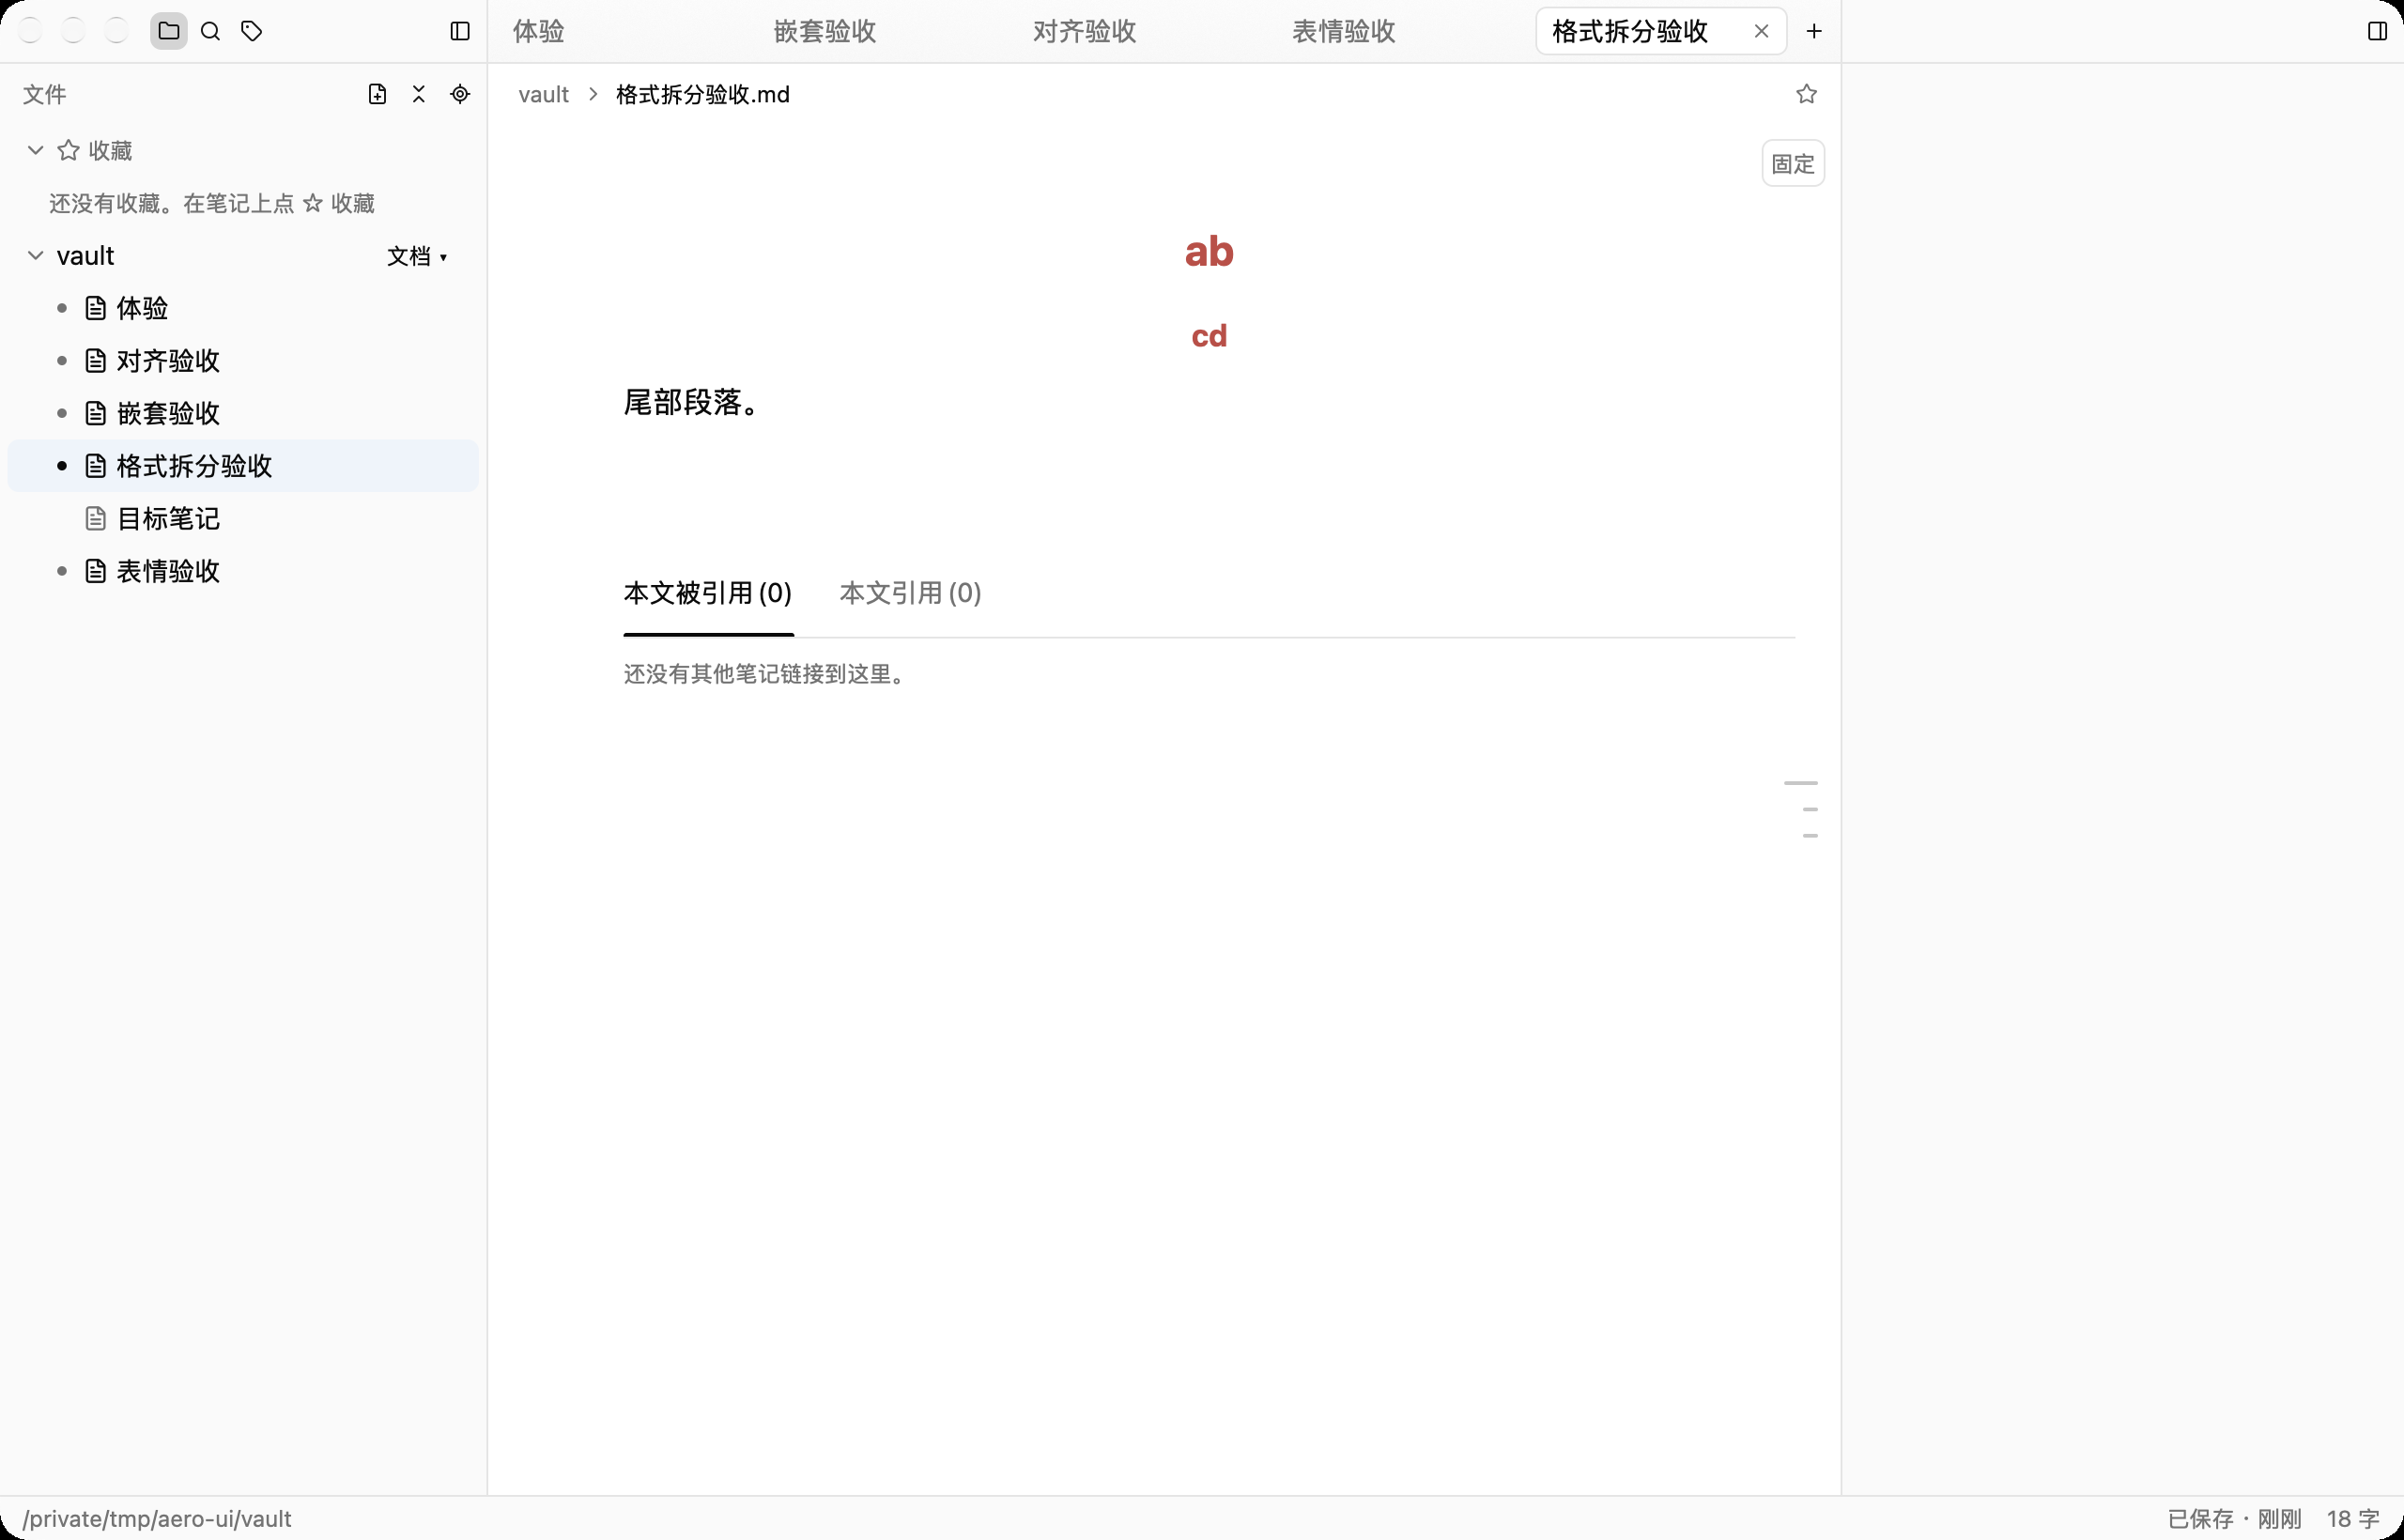 体验 嵌套验收 对齐验收 表情验收 格式拆分验收
文件
vault > 格式拆分验收.md
收藏
固定
还没有收藏。在笔记上点 ☆ 收藏
vault 文档
体验
对齐验收
嵌套验收
格式拆分验收
目标笔记
表情验收
ab
cd
尾部段落。
本文被引用 (0) 本文引用 (0)
还没有其他笔记链接到这里。
/private/tmp/aero-ui/vault
已保存 · 刚刚 18 字